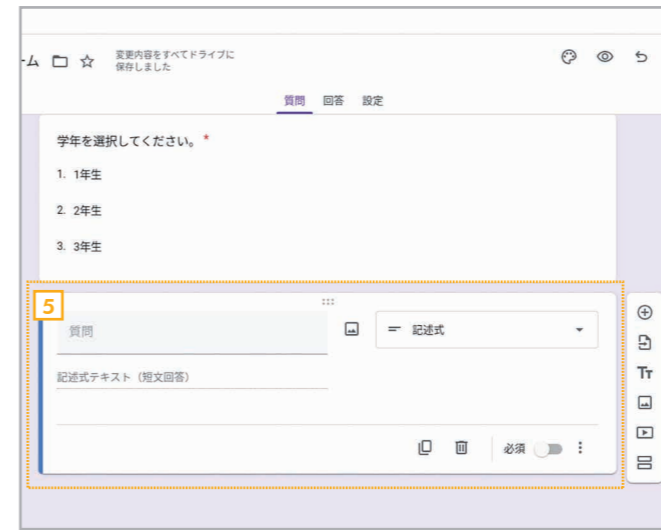 ーム
変更内容をすべてドライブに
保存しました
質問 回答 設定
学年を選択してください。 *
1. 1年生
2. 2年生
3. 3年生
5
質問
記述式
記述式テキスト（短文回答）
必須
Tт